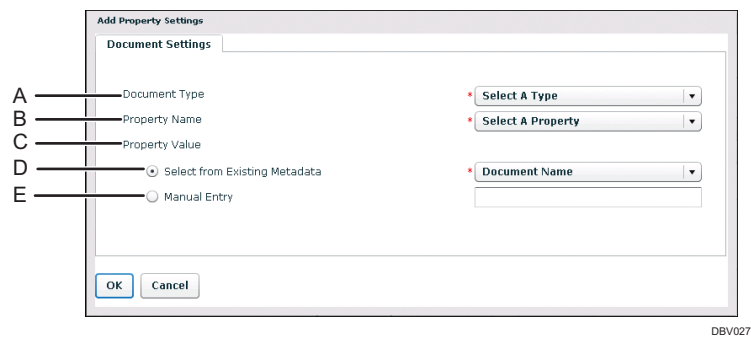 Add Property Settings
Document Settings
A Document Type * Select A Type
B Property Name * Select A Property
C Property Value
D Select from Existing Metadata * Document Name
E Manual Entry
OK Cancel
DBV027